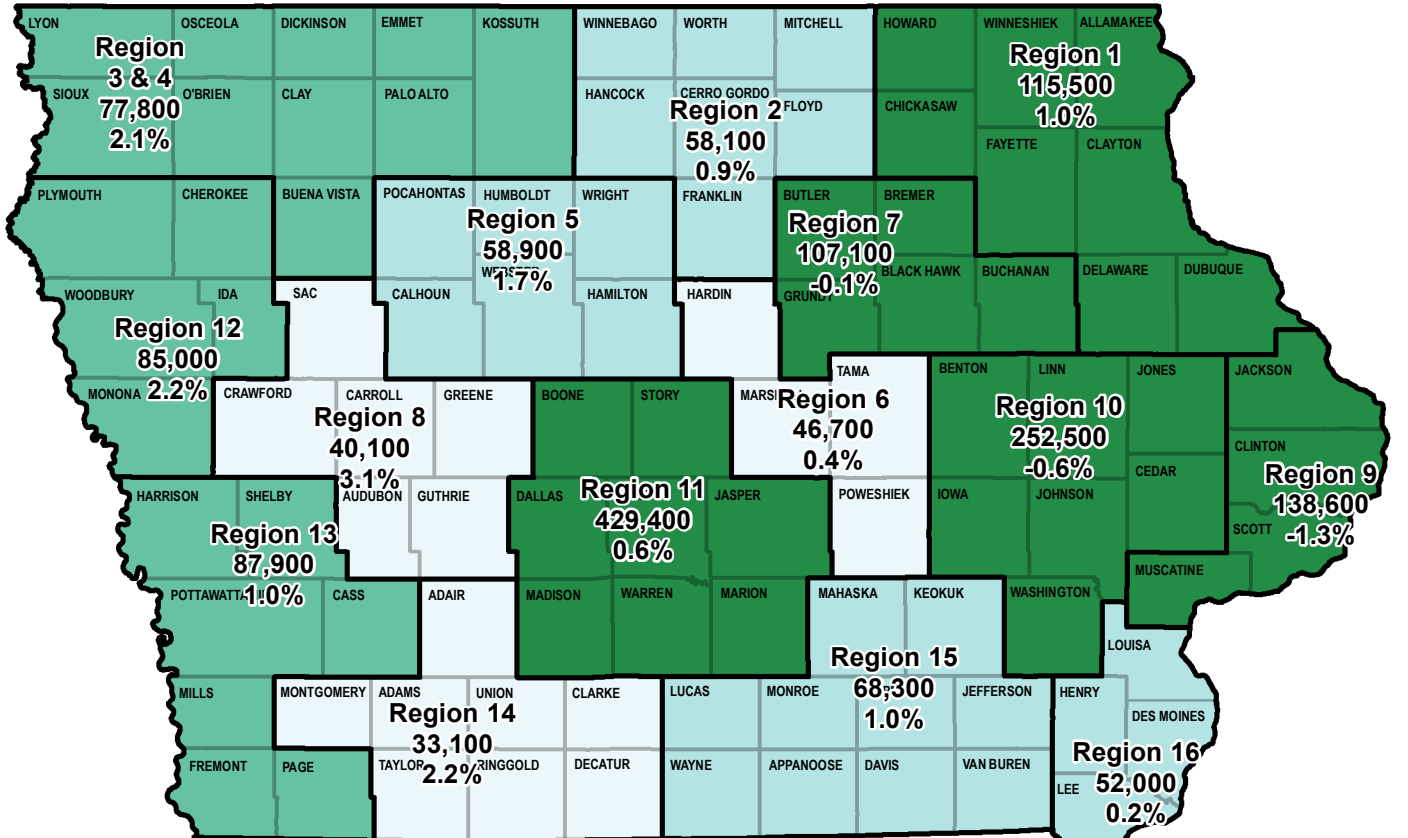 LYON
OSCEOLA
DICKINSON
EMMET
KOSSUTH
WINNEBAGO
WORTH
MITCHELL
HOWARD
WINNESHIEK
ALLAMAKEE
Region
3 & 4
77,800
2.1%
SIOUX
O'BRIEN
CLAY
PALO ALTO
HANCOCK
CERRO GORDO
FLOYD
CHICKASAW
Region 2
58,100
0.9%
Region 1
115,500
1.0%
FAYETTE
CLAYTON
PLYMOUTH
CHEROKEE
BUENA VISTA
POCAHONTAS
HUMBOLDT
WRIGHT
FRANKLIN
BUTLER
BREMER
Region 5
58,900
1.7%
Region 7
107,100
-0.1%
WOODBURY
IDA
SAC
CALHOUN
HAMILTON
HARDIN
BLACK HAWK
BUCHANAN
DELAWARE
DUBUQUE
Region 12
85,000
2.2%
MONONA
CRAWFORD
CARROLL
GREENE
BOONE
STORY
TAMA
BENTON
LINN
JONES
JACKSON
Region 8
40,100
3.1%
Region 6
46,700
0.4%
Region 10
252,500
-0.6%
CLINTON
CEDAR
Region 9
138,600
-1.3%
SCOTT
HARRISON
SHELBY
AUDUBON
GUTHRIE
DALLAS
JASPER
POWESHIEK
IOWA
JOHNSON
Region 11
429,400
0.6%
Region 13
87,900
1.0%
MUSCATINE
CASS
ADAIR
MADISON
WARREN
MARION
MAHASKA
KEOKUK
WASHINGTON
LOUISA
Region 15
68,300
1.0%
MILLS
MONTGOMERY
ADAMS
UNION
CLARKE
LUCAS
MONROE
JEFFERSON
HENRY
DES MOINES
Region 14
33,100
2.2%
FREMONT
PAGE
TAYLOR
RINGGOLD
DECATUR
WAYNE
APPANOOSE
DAVIS
VAN BUREN
LEE
Region 16
52,000
0.2%